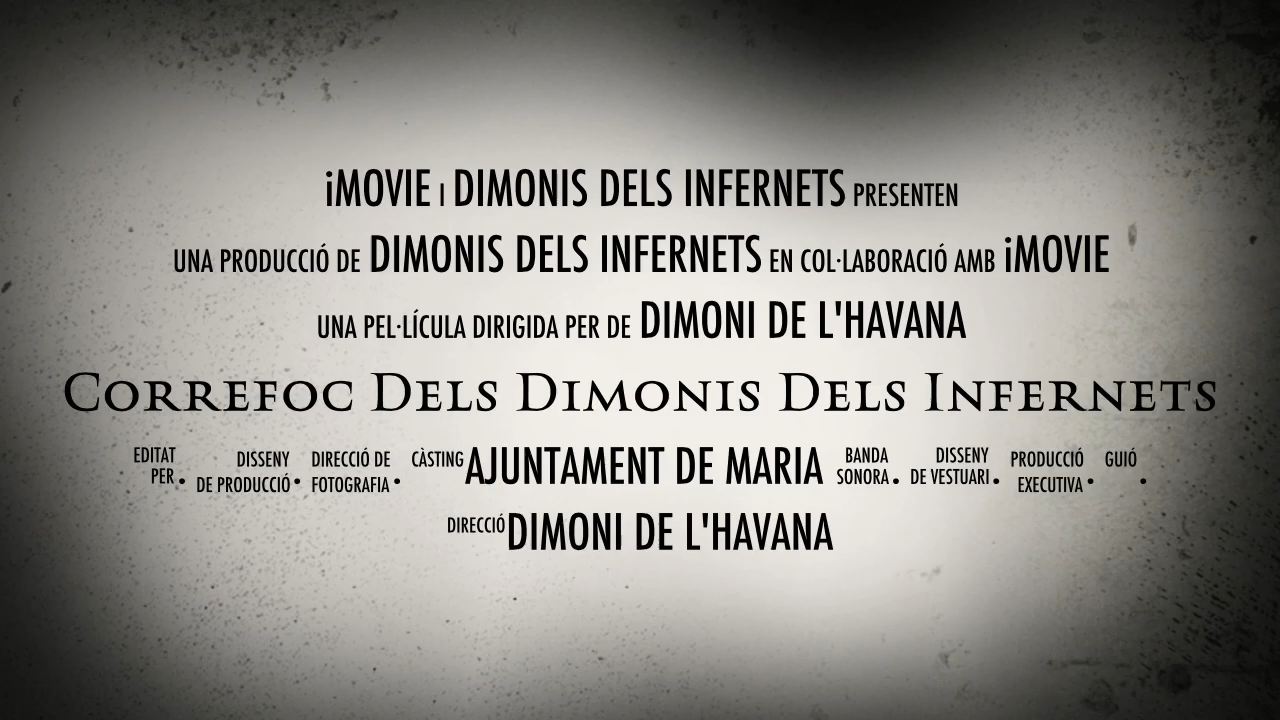 iMOVIE I DIMONIS DELS INFERNETS PRESENTEN
UNA PRODUCCIÓ DE DIMONIS DELS INFERNETS EN COL·LABORACIÓ AMB iMOVIE
UNA PEL·LÍCULA DIRIGIDA PER DE DIMONI DE L'HAVANA
CORREFOC DELS DIMONIS DELS INFERNETS
EDITAT PER . DISSENY DE PRODUCCIÓ . DIRECCIÓ DE FOTOGRAFIA . CÀSTING AJUNTAMENT DE MARIA BANDA SONORA . DISSENY DE VESTUARI . PRODUCCIÓ EXECUTIVA . GUIÓ .
DIRECCIÓ DIMONI DE L'HAVANA